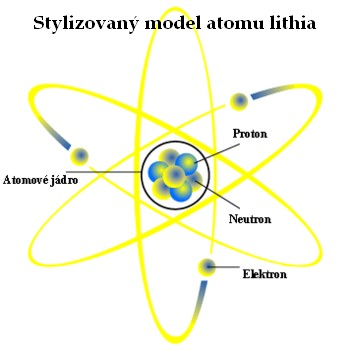 Stylizovaný model atomu lithia
Proton
Atomové jádro
Neutron
Elektron